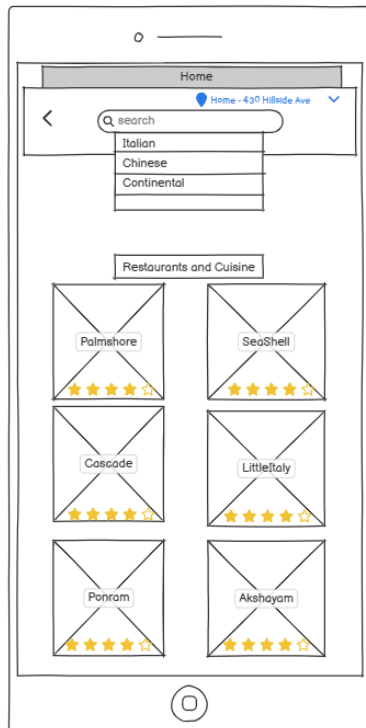 Home
Home - 430 Hillside Ave
search
Italian
Chinese
Continental
Restaurants and Cuisine
Palmshore
SeaShell
Cascade
LittleItaly
Ponram
Akshayam